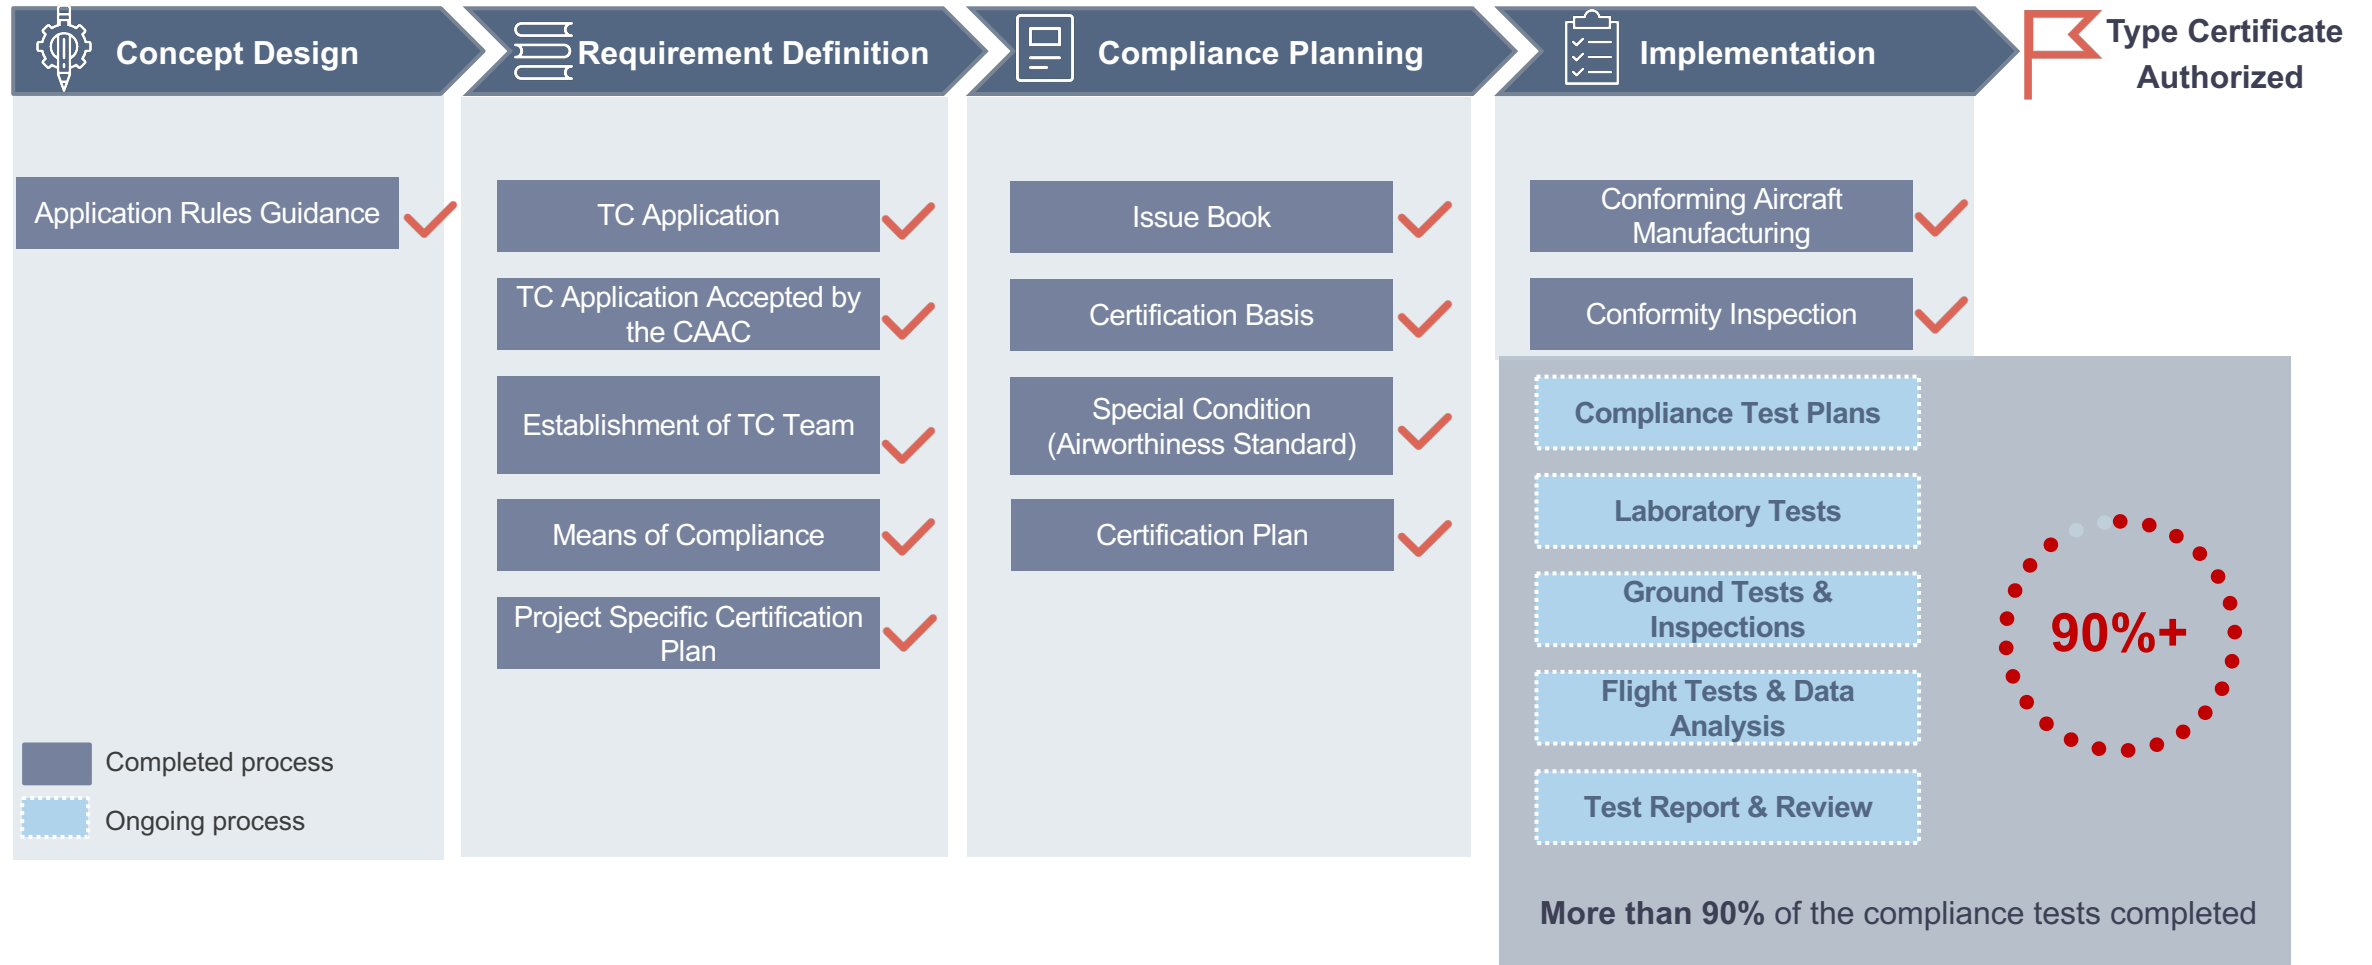 Concept Design
Requirement Definition
Compliance Planning
Implementation
Type Certificate
Authorized
Application Rules Guidance
TC Application
TC Application Accepted by
the CAAC
Establishment of TC Team
Means of Compliance
Project Specific Certification
Plan
Issue Book
Certification Basis
Special Condition
(Airworthiness Standard)
Certification Plan
Conforming Aircraft
Manufacturing
Conformity Inspection
Compliance Test Plans
Laboratory Tests
Ground Tests &
Inspections
Flight Tests & Data
Analysis
Test Report & Review
90%+
More than 90% of the compliance tests completed
Completed process
Ongoing process